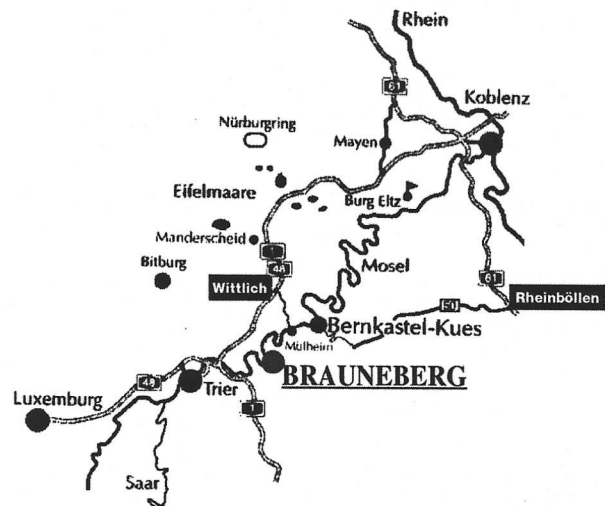 Rhein
61
Koblenz
Nürburgring
Mayen
Eifelmaare
Burg Eltz
Manderscheid
1
48
Mosel
Bitburg
Wittlich
61
Rheinböllen
50
Bernkastel-Kues
Mülheim
BRAUNEBERG
Trier
Luxemburg
1
Saar